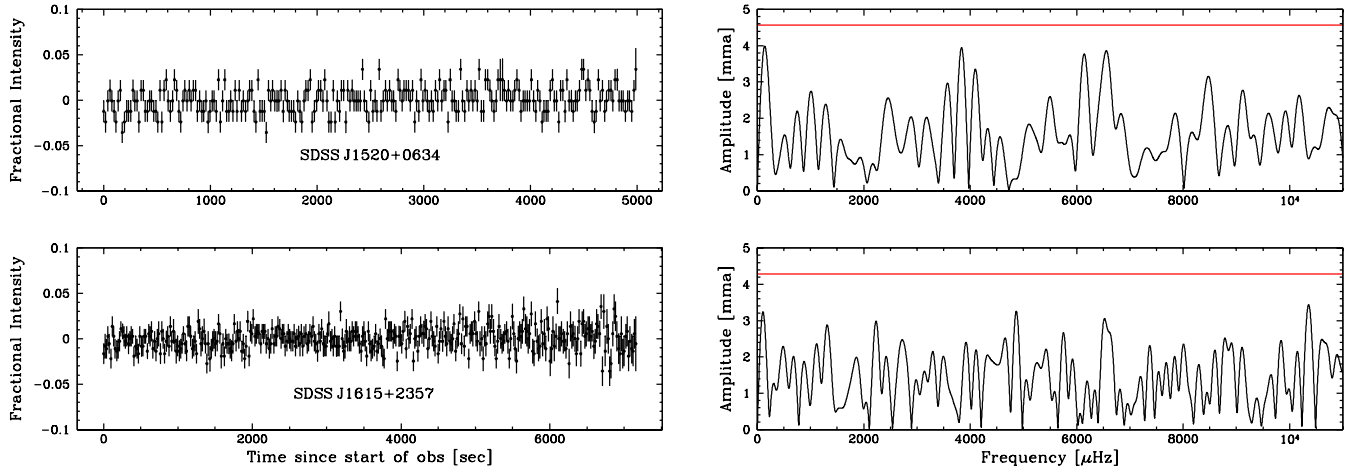 0.1
0.05
0
-0.05
-0.1
Fractional Intensity
SDSS J1520+0634
0 1000 2000 3000 4000 5000
5
4
3
2
1
0
Amplitude [mma]
0 2000 4000 6000 8000 10⁴
0.1
0.05
0
-0.05
-0.1
Fractional Intensity
SDSS J1615+2357
0 2000 4000 6000
Time since start of obs [sec]
5
4
3
2
1
0
Amplitude [mma]
0 2000 4000 6000 8000 10⁴
Frequency [μHz]